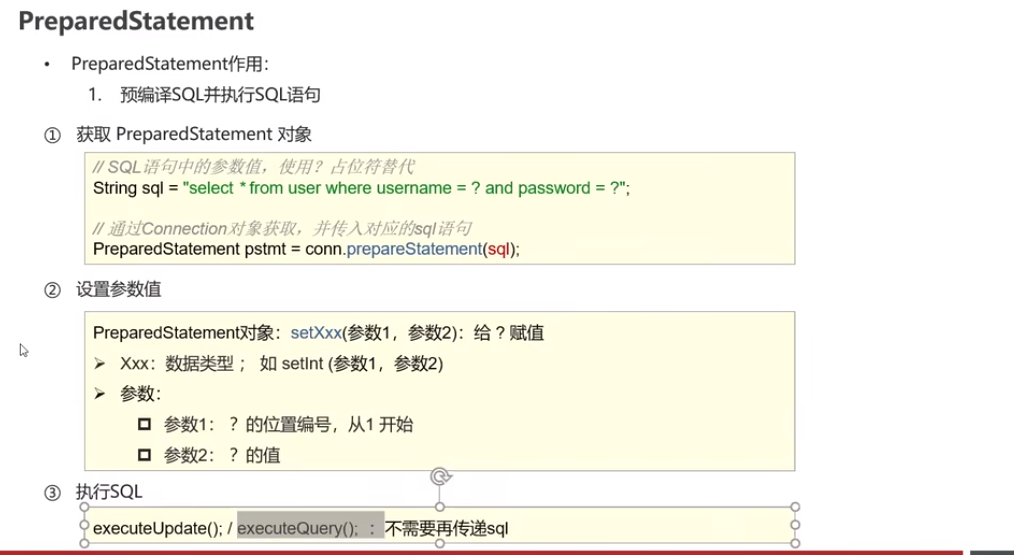 PreparedStatement
• PreparedStatement作用：
1. 预编译SQL并执行SQL语句
① 获取 PreparedStatement 对象
// SQL语句中的参数值，使用？占位符替代
String sql = "select * from user where username = ? and password = ?";
// 通过Connection对象获取，并传入对应的sql语句
PreparedStatement pstmt = conn.prepareStatement(sql);
② 设置参数值
PreparedStatement对象：setXxx(参数1，参数2)：给 ? 赋值
➢ Xxx：数据类型 ； 如 setInt (参数1，参数2)
➢ 参数：
参数1： ？的位置编号，从1 开始
参数2： ？的值
③ 执行SQL
executeUpdate(); / executeQuery(); ：不需要再传递sql